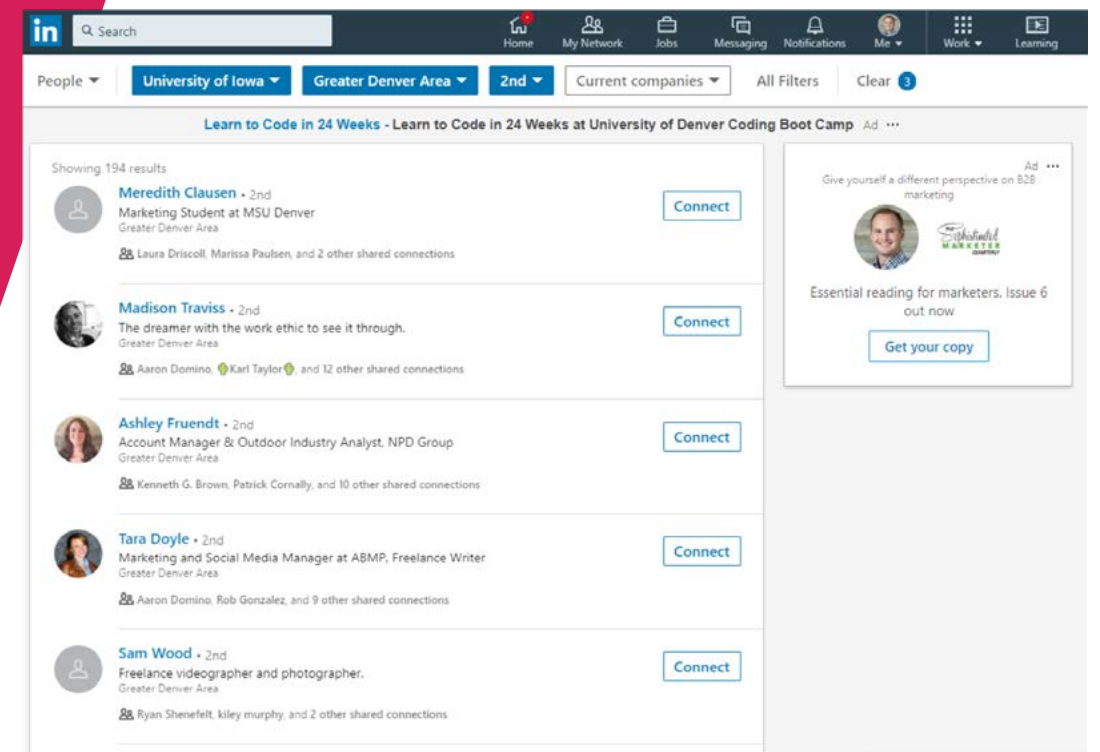 in
Search
Home
My Network
Jobs
Messaging
Notifications
Me
Work
Learning
People
University of Iowa
Greater Denver Area
2nd
Current companies
All Filters
Clear 3
Learn to Code in 24 Weeks - Learn to Code in 24 Weeks at University of Denver Coding Boot Camp Ad ...
Showing 194 results
Meredith Clausen • 2nd
Marketing Student at MSU Denver
Greater Denver Area
Laura Driscoll, Marissa Paulsen, and 2 other shared connections
Connect
Madison Traviss • 2nd
The dreamer with the work ethic to see it through.
Greater Denver Area
Aaron Domino, Karl Taylor, and 12 other shared connections
Connect
Ashley Fruendt • 2nd
Account Manager & Outdoor Industry Analyst, NPD Group
Greater Denver Area
Kenneth G. Brown, Patrick Cornally, and 10 other shared connections
Connect
Tara Doyle • 2nd
Marketing and Social Media Manager at ABMP, Freelance Writer
Greater Denver Area
Aaron Domino, Rob Gonzalez, and 9 other shared connections
Connect
Sam Wood • 2nd
Freelance videographer and photographer.
Greater Denver Area
Ryan Shenefelt, kiley murphy, and 2 other shared connections
Connect
Ad ...
Give yourself a different perspective on B2B
marketing
MARKETER
QUARTERLY
Essential reading for marketers. Issue 6
out now
Get your copy